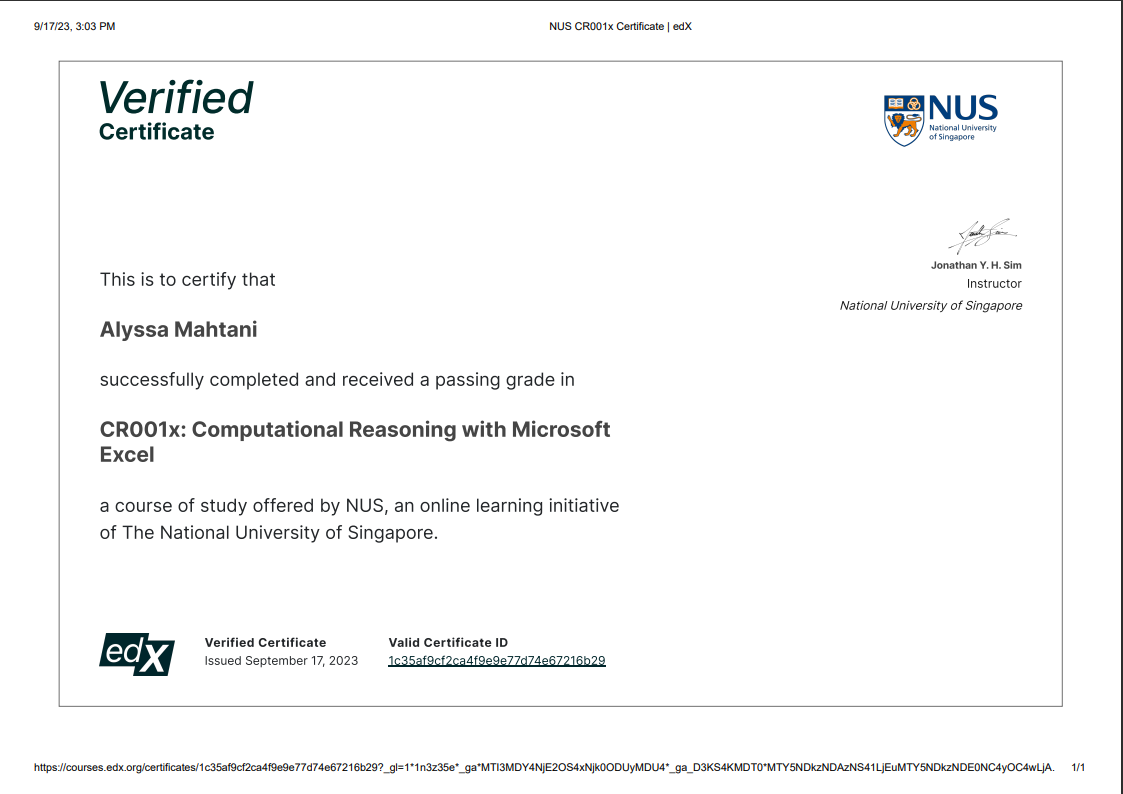 9/17/23, 3:03 PM
NUS CR001x Certificate | edX
Verified
Certificate
NUS
National University
of Singapore
Jonathan Y. H. Sim
Instructor
National University of Singapore
This is to certify that
Alyssa Mahtani
successfully completed and received a passing grade in
CR001x: Computational Reasoning with Microsoft
Excel
a course of study offered by NUS, an online learning initiative
of The National University of Singapore.
edX
Verified Certificate
Issued September 17, 2023
Valid Certificate ID
1c35af9cf2ca4f9e9e77d74e67216b29
https://courses.edx.org/certificates/1c35af9cf2ca4f9e9e77d74e67216b29?_gl=1*1n3z35e*_ga*MTI3MDY4NjE2OS4xNjk0ODUyMDU4*_ga_D3KS4KMDT0*MTY5NDkzNDAzNS41LjEuMTY5NDkzNDE0NC4yOC4wLjA.
1/1